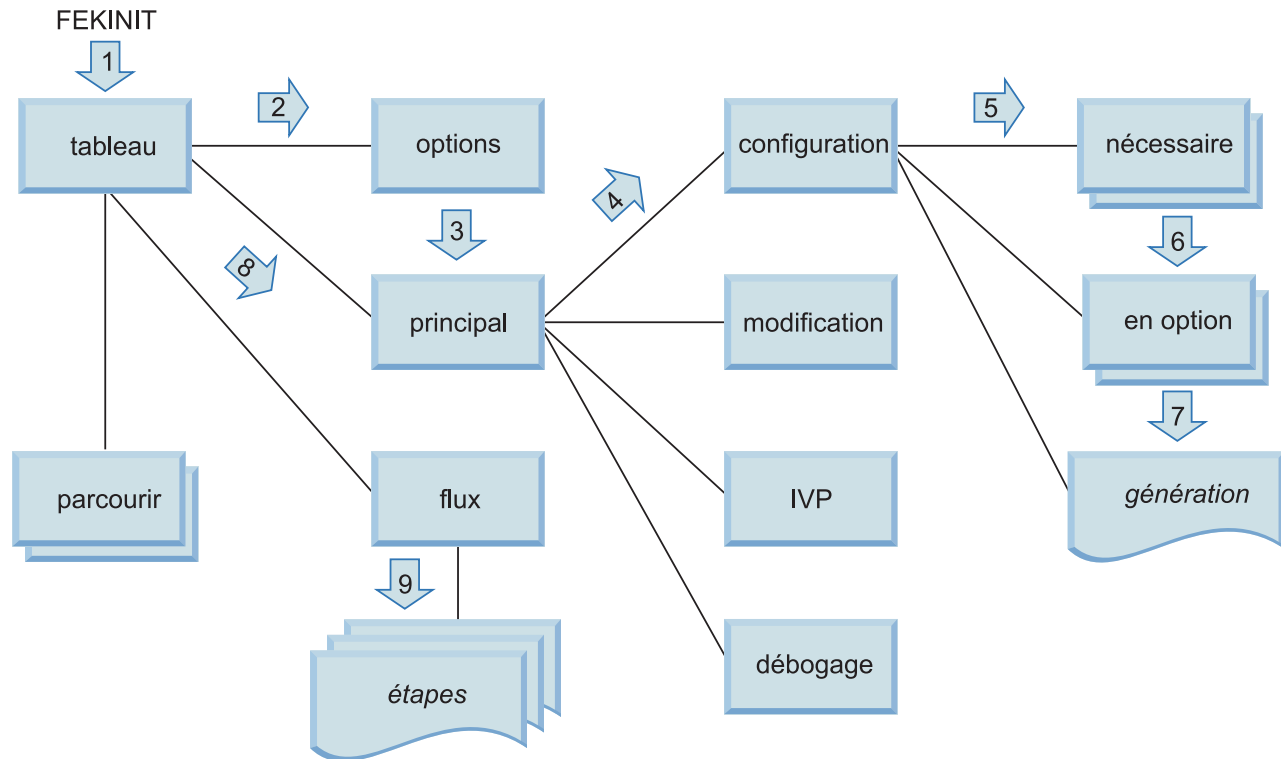 FEKINIT
1
2
5
tableau
options
configuration
nécessaire
4
3
6
8
principal
modification
en option
7
parcourir
flux
IVP
génération
9
étapes
débogage